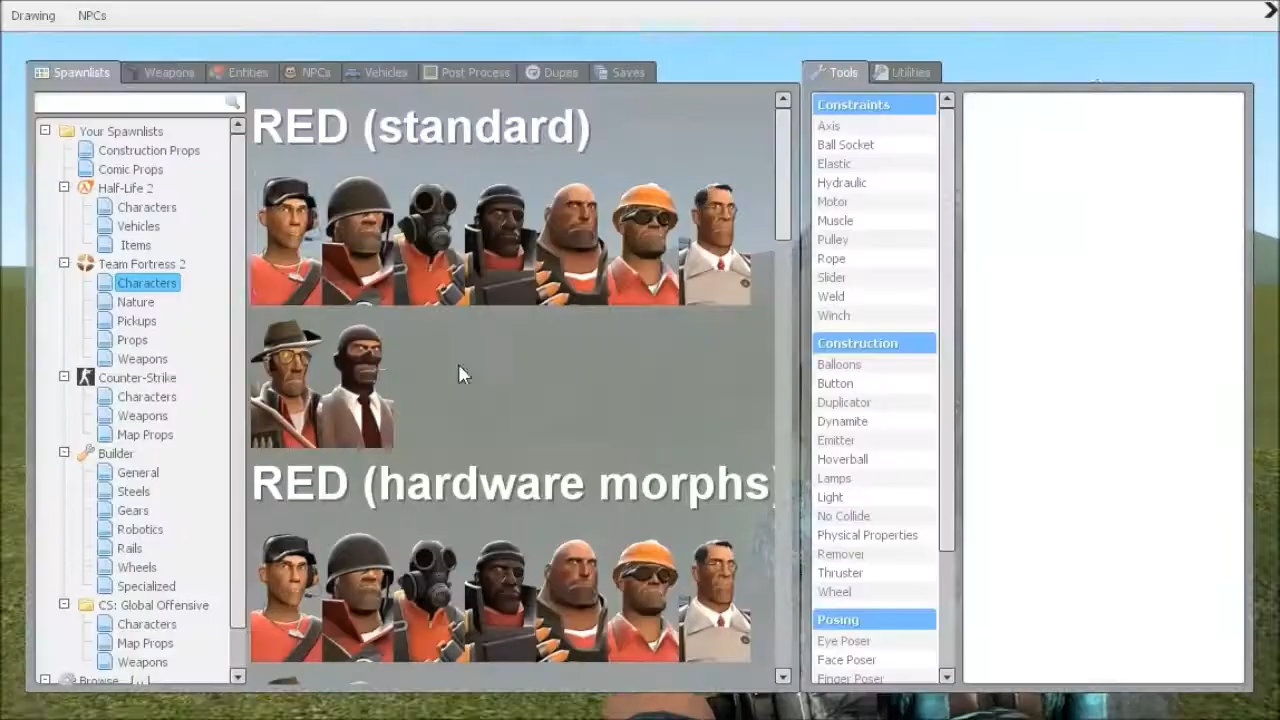 Drawing NPCs
Spawnlists Weapons Entities NPCs Vehicles Post Process Dupes Saves
Your Spawnlists
Construction Props
Comic Props
Half-Life 2
Characters
Vehicles
Items
Team Fortress 2
Characters
Nature
Pickups
Props
Weapons
Counter-Strike
Characters
Weapons
Map Props
Builder
General
Steels
Gears
Robotics
Rails
Wheels
Specialized
CS: Global Offensive
Characters
Map Props
Weapons
Browse
RED (standard)
RED (hardware morphs)
Tools Utilities
Constraints
Axis
Ball Socket
Elastic
Hydraulic
Motor
Muscle
Pulley
Rope
Slider
Weld
Winch
Construction
Balloons
Button
Duplicator
Dynamite
Emitter
Hoverball
Lamps
Light
No Collide
Physical Properties
Remover
Thruster
Wheel
Posing
Eye Poser
Face Poser
Finger Poser